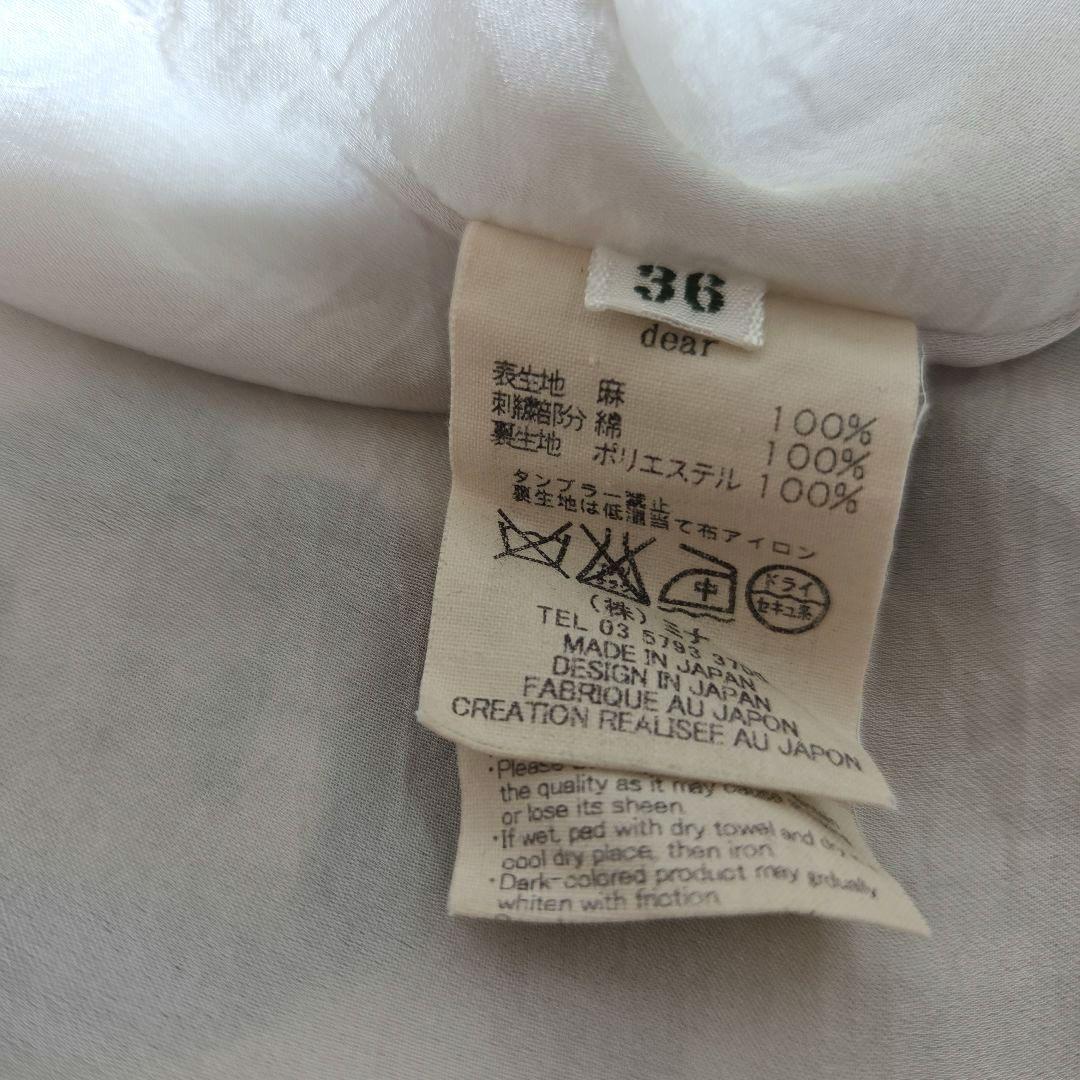 36
dear
表生地 麻 100%
刺繍部分 綿 100%
裏生地 ポリエステル 100%
タンブラー禁止
裏生地は低温当て布アイロン
中
ドライ
セキユ系
(株) ミナ
TEL 03 5793
MADE IN JAPAN
DESIGN IN JAPAN
FABRIQUE AU JAPON
CREATION REALISEE AU JAPON
・Please
the quality as it may cause
or lose its sheen.
・If wet, pad with dry towel and
cool dry place, then iron.
・Dark-colored product may gradually
whiten with friction.